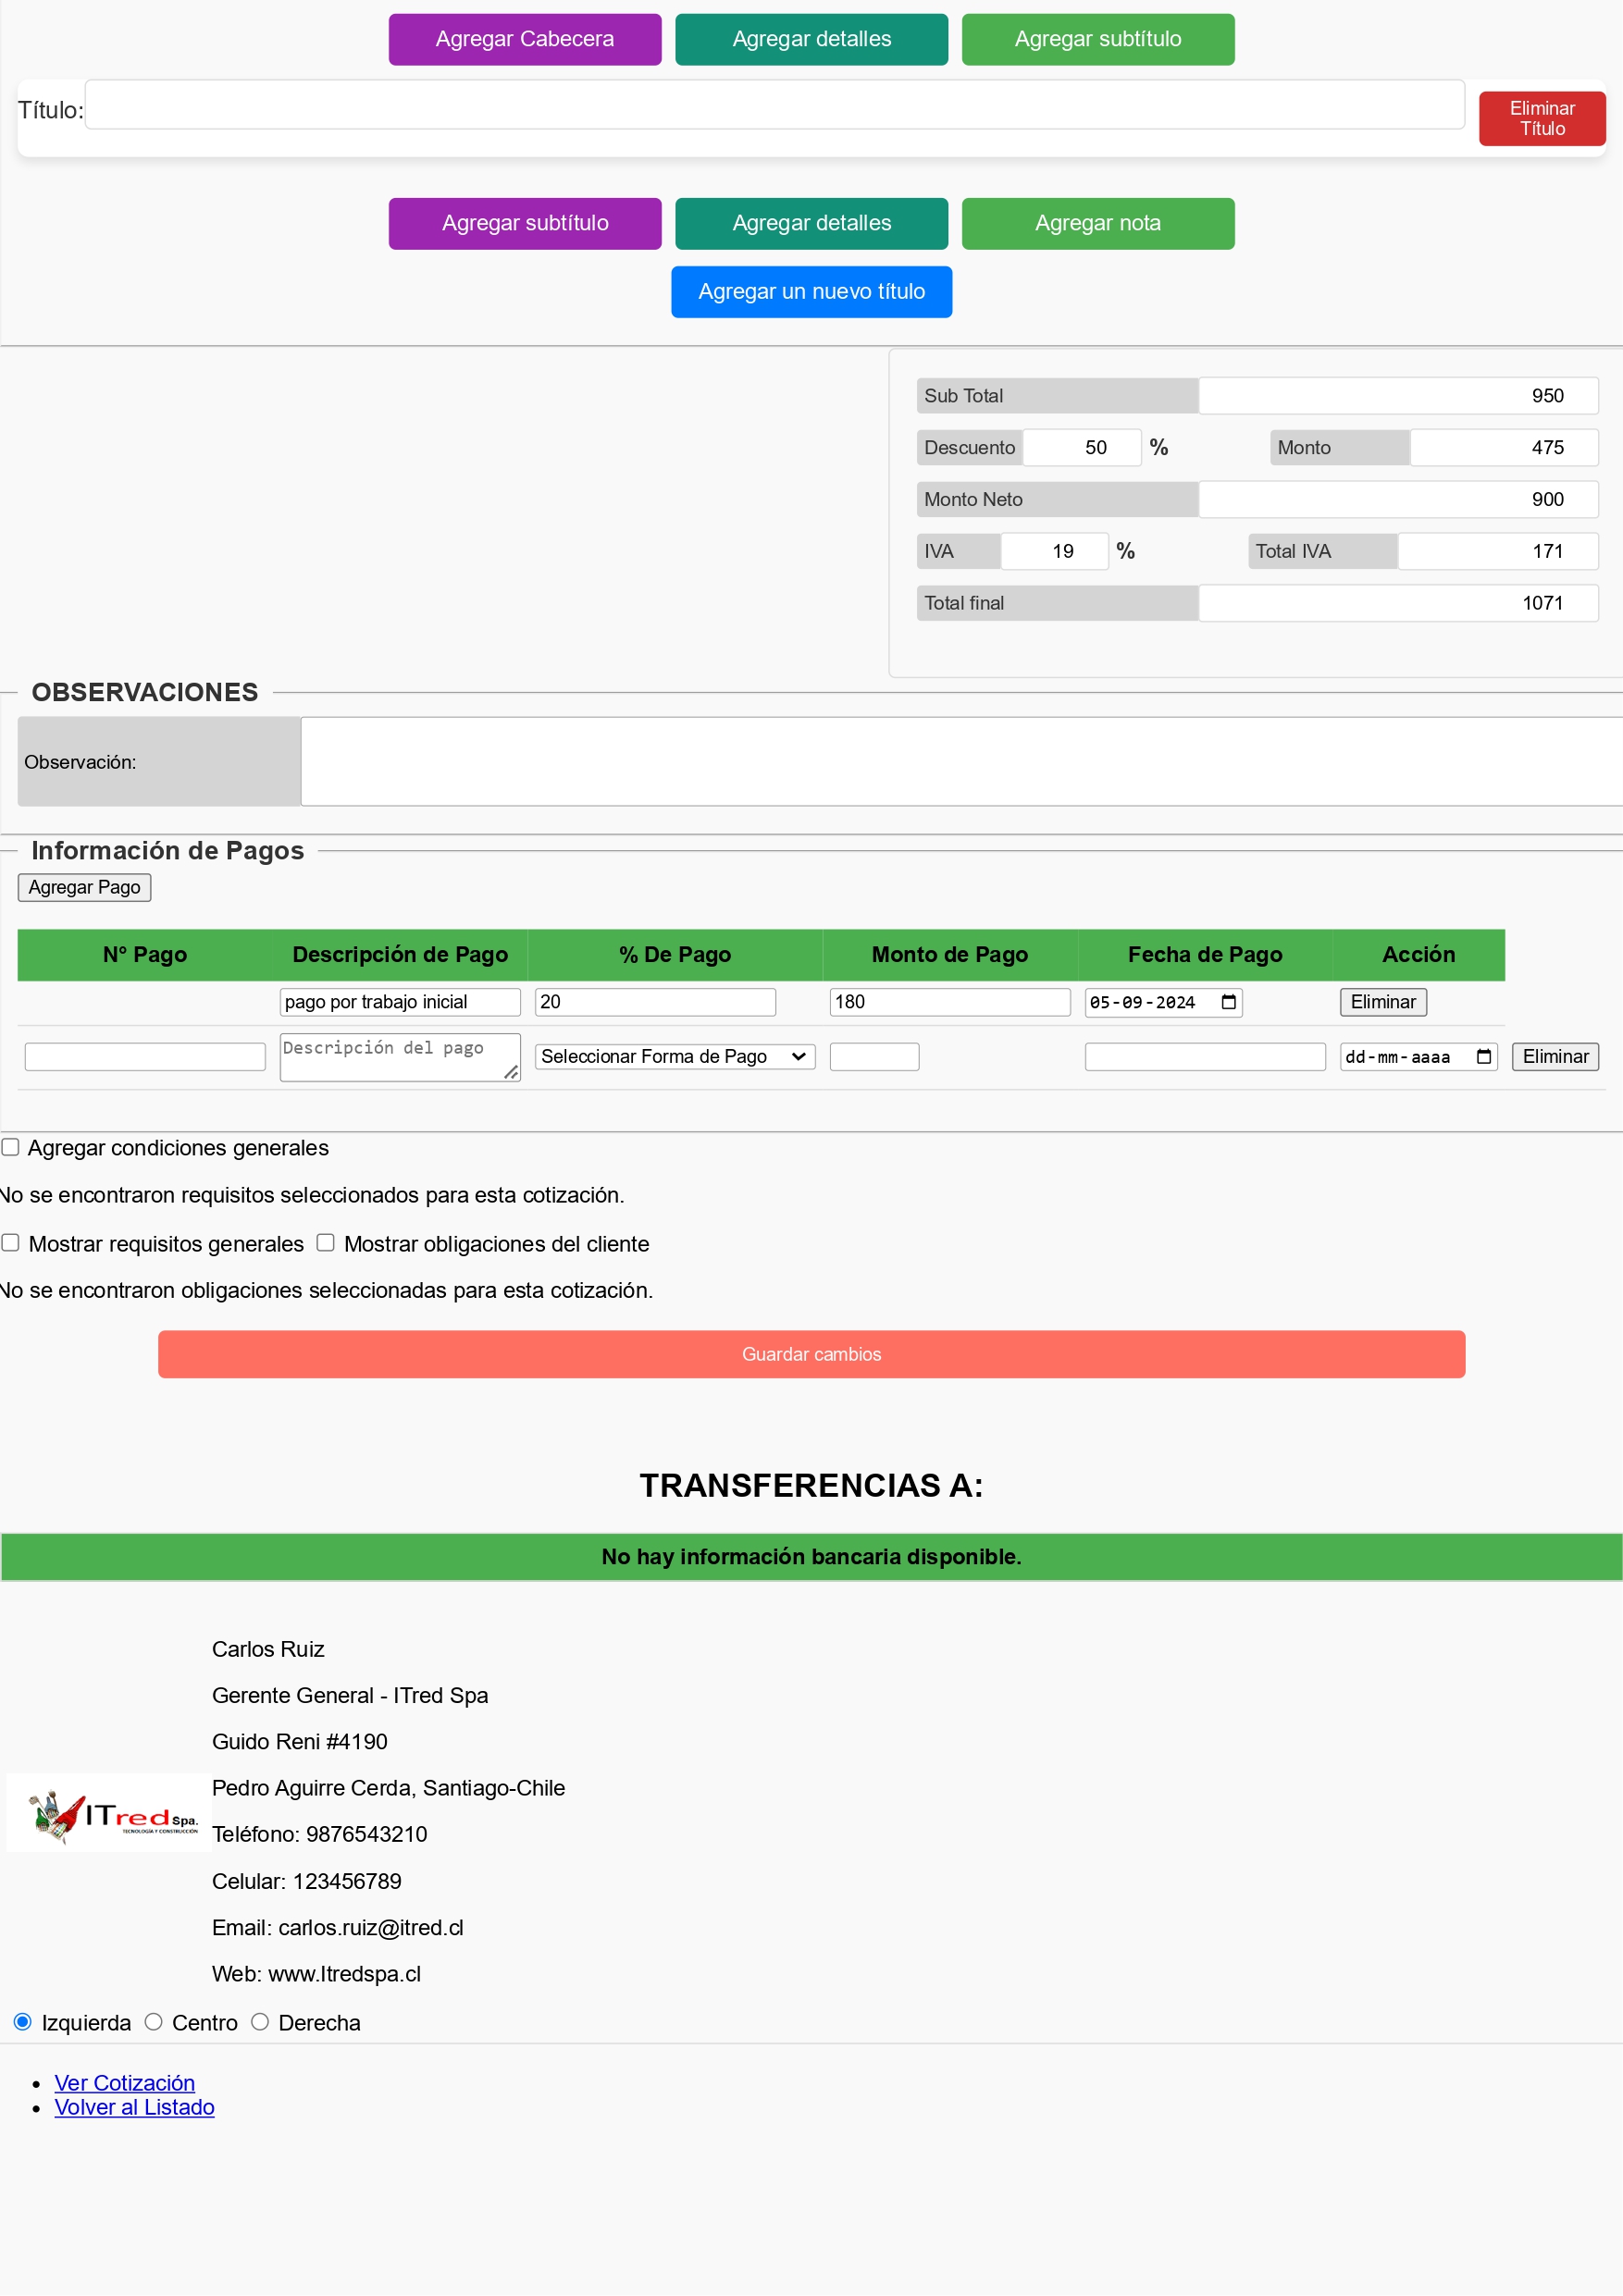 Agregar Cabecera Agregar detalles Agregar subtítulo
Título:
Eliminar
Título
Agregar subtítulo Agregar detalles Agregar nota
Agregar un nuevo título
Sub Total 950
Descuento 50 % Monto 475
Monto Neto 900
IVA 19 % Total IVA 171
Total final 1071
OBSERVACIONES
Observación:
Información de Pagos
Agregar Pago
N° Pago Descripción de Pago % De Pago Monto de Pago Fecha de Pago Acción
pago por trabajo inicial 20 180 05-09-2024 Eliminar
Descripción del pago Seleccionar Forma de Pago dd-mm-aaaa Eliminar
Agregar condiciones generales
No se encontraron requisitos seleccionados para esta cotización.
Mostrar requisitos generales Mostrar obligaciones del cliente
No se encontraron obligaciones seleccionadas para esta cotización.
Guardar cambios
TRANSFERENCIAS A:
No hay información bancaria disponible.
Carlos Ruiz
Gerente General - ITred Spa
Guido Reni #4190
Pedro Aguirre Cerda, Santiago-Chile
Teléfono: 9876543210
Celular: 123456789
Email: carlos.ruiz@itred.cl
Web: www.Itredspa.cl
ITred Spa.
TECNOLOGÍA Y CONSTRUCCIÓN
Izquierda Centro Derecha
Ver Cotización
Volver al Listado